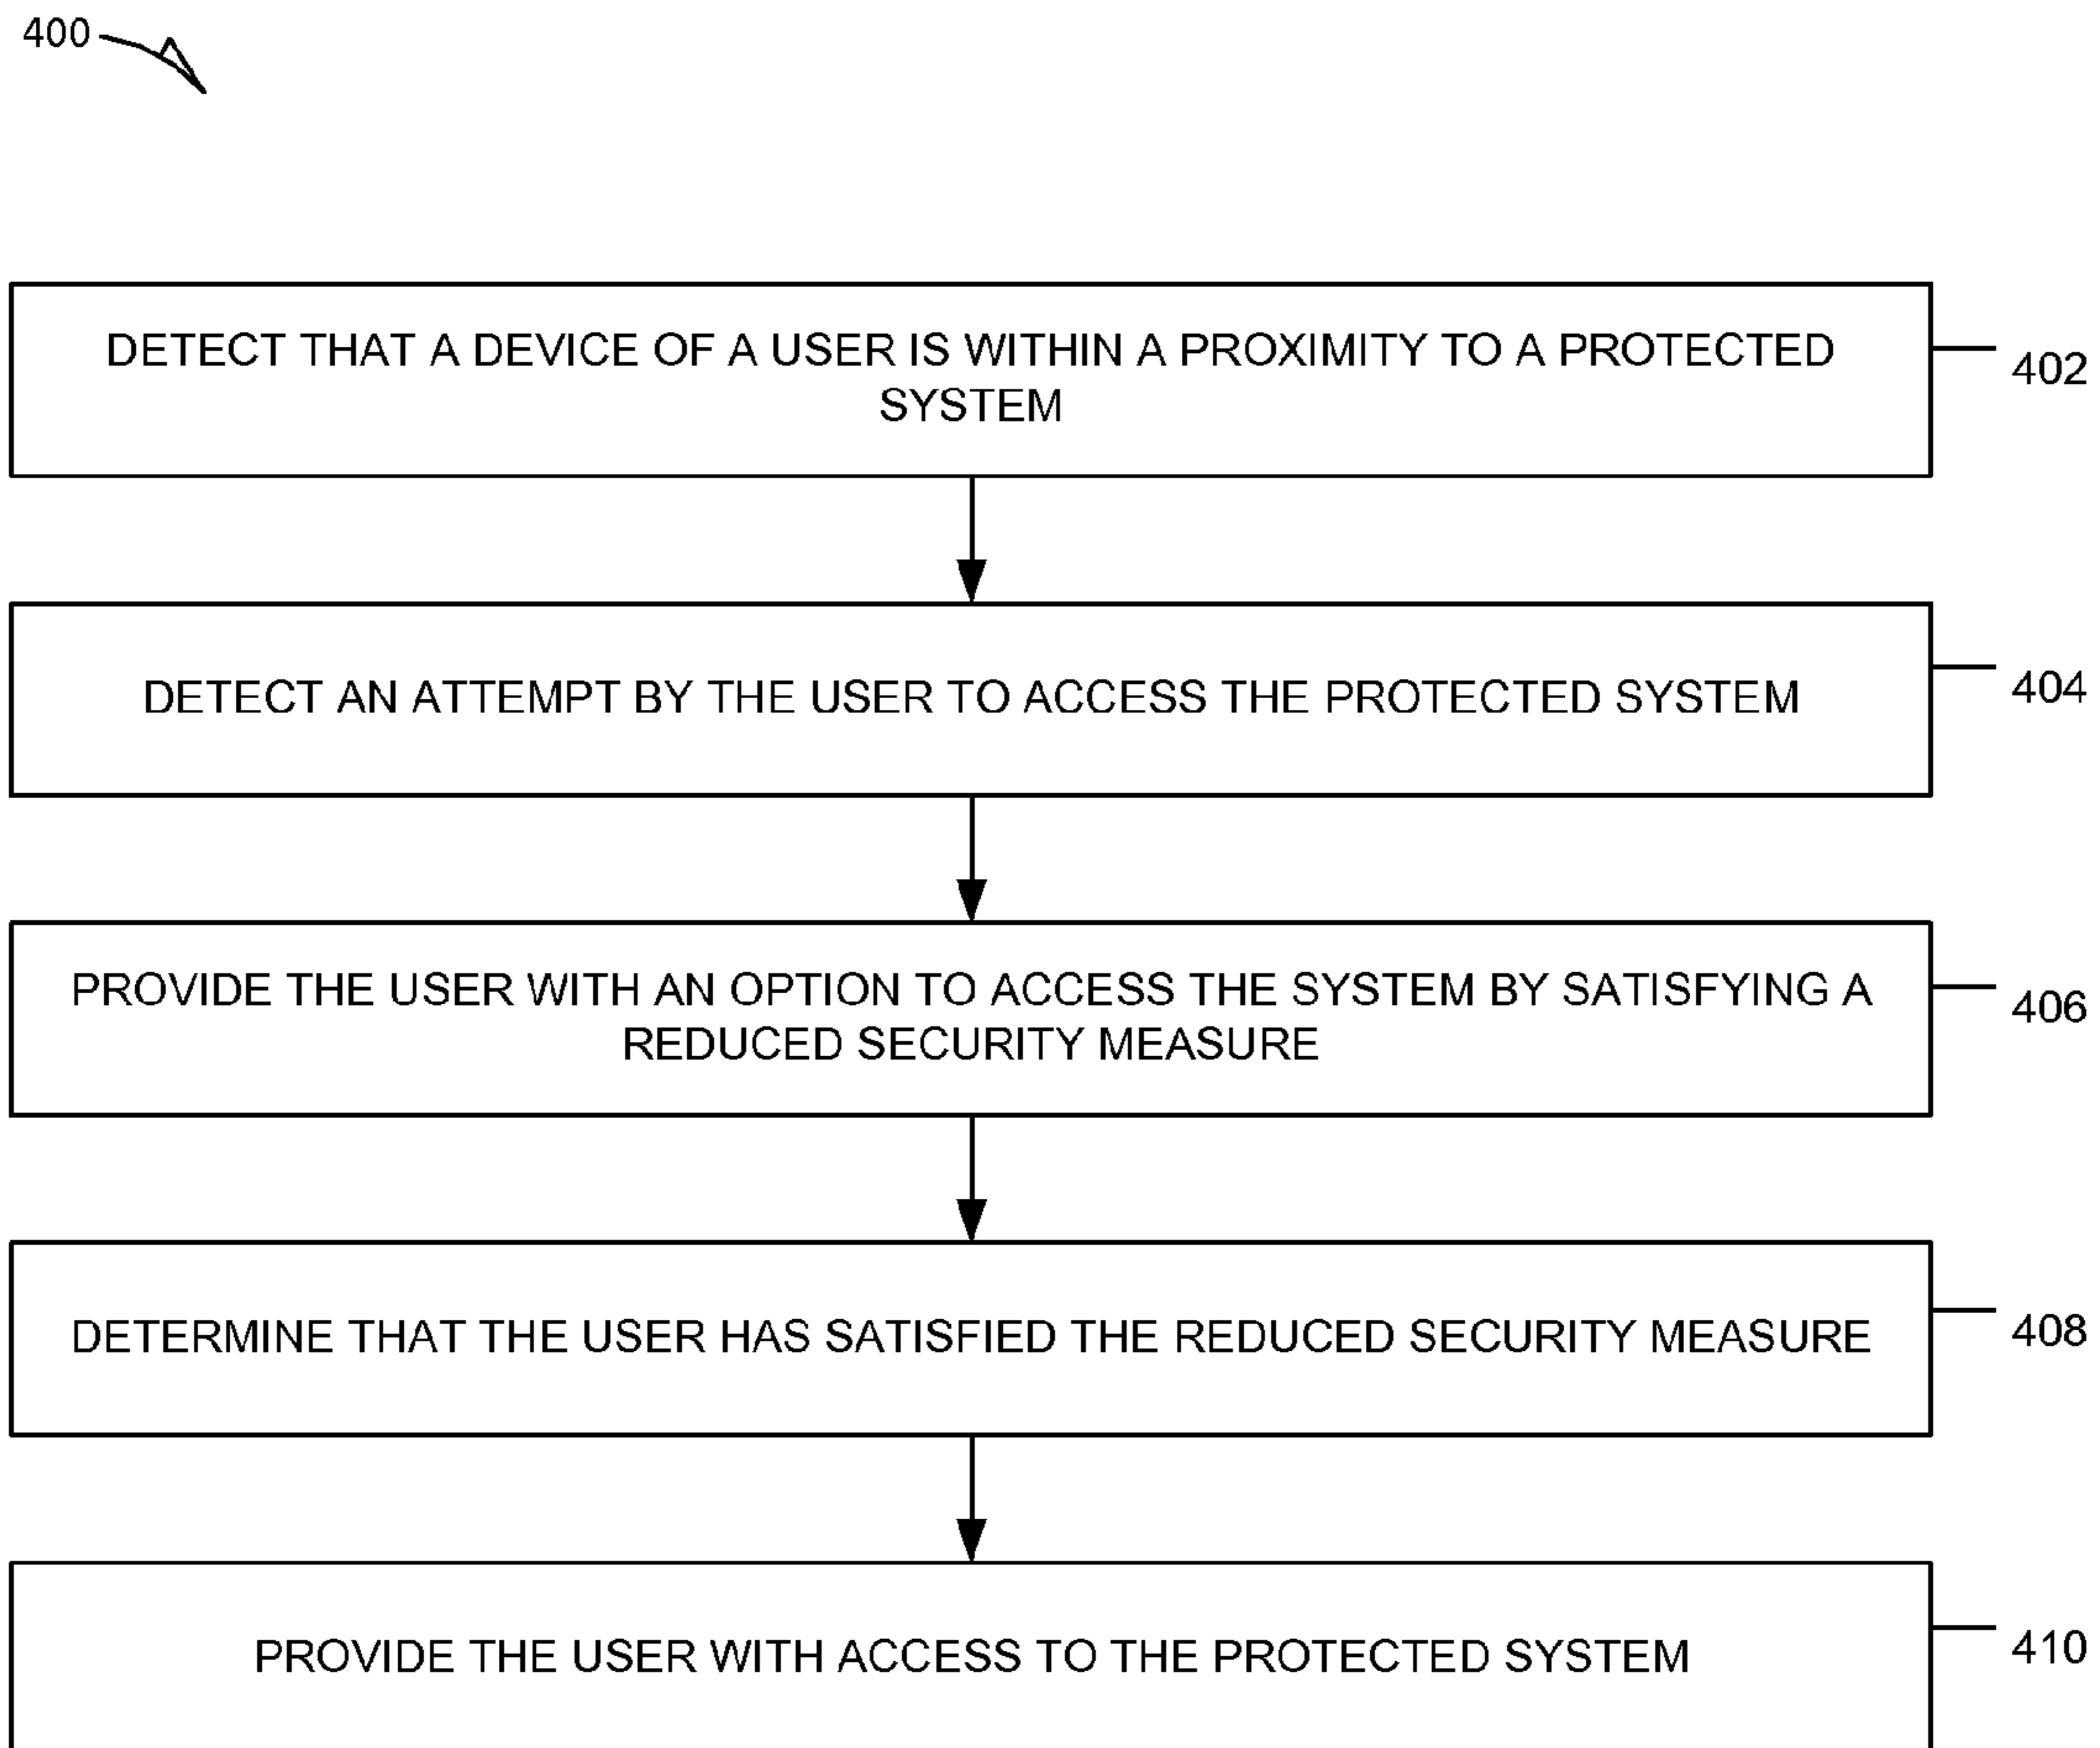 400
DETECT THAT A DEVICE OF A USER IS WITHIN A PROXIMITY TO A PROTECTED
SYSTEM
402
DETECT AN ATTEMPT BY THE USER TO ACCESS THE PROTECTED SYSTEM
404
PROVIDE THE USER WITH AN OPTION TO ACCESS THE SYSTEM BY SATISFYING A
REDUCED SECURITY MEASURE
406
DETERMINE THAT THE USER HAS SATISFIED THE REDUCED SECURITY MEASURE
408
PROVIDE THE USER WITH ACCESS TO THE PROTECTED SYSTEM
410